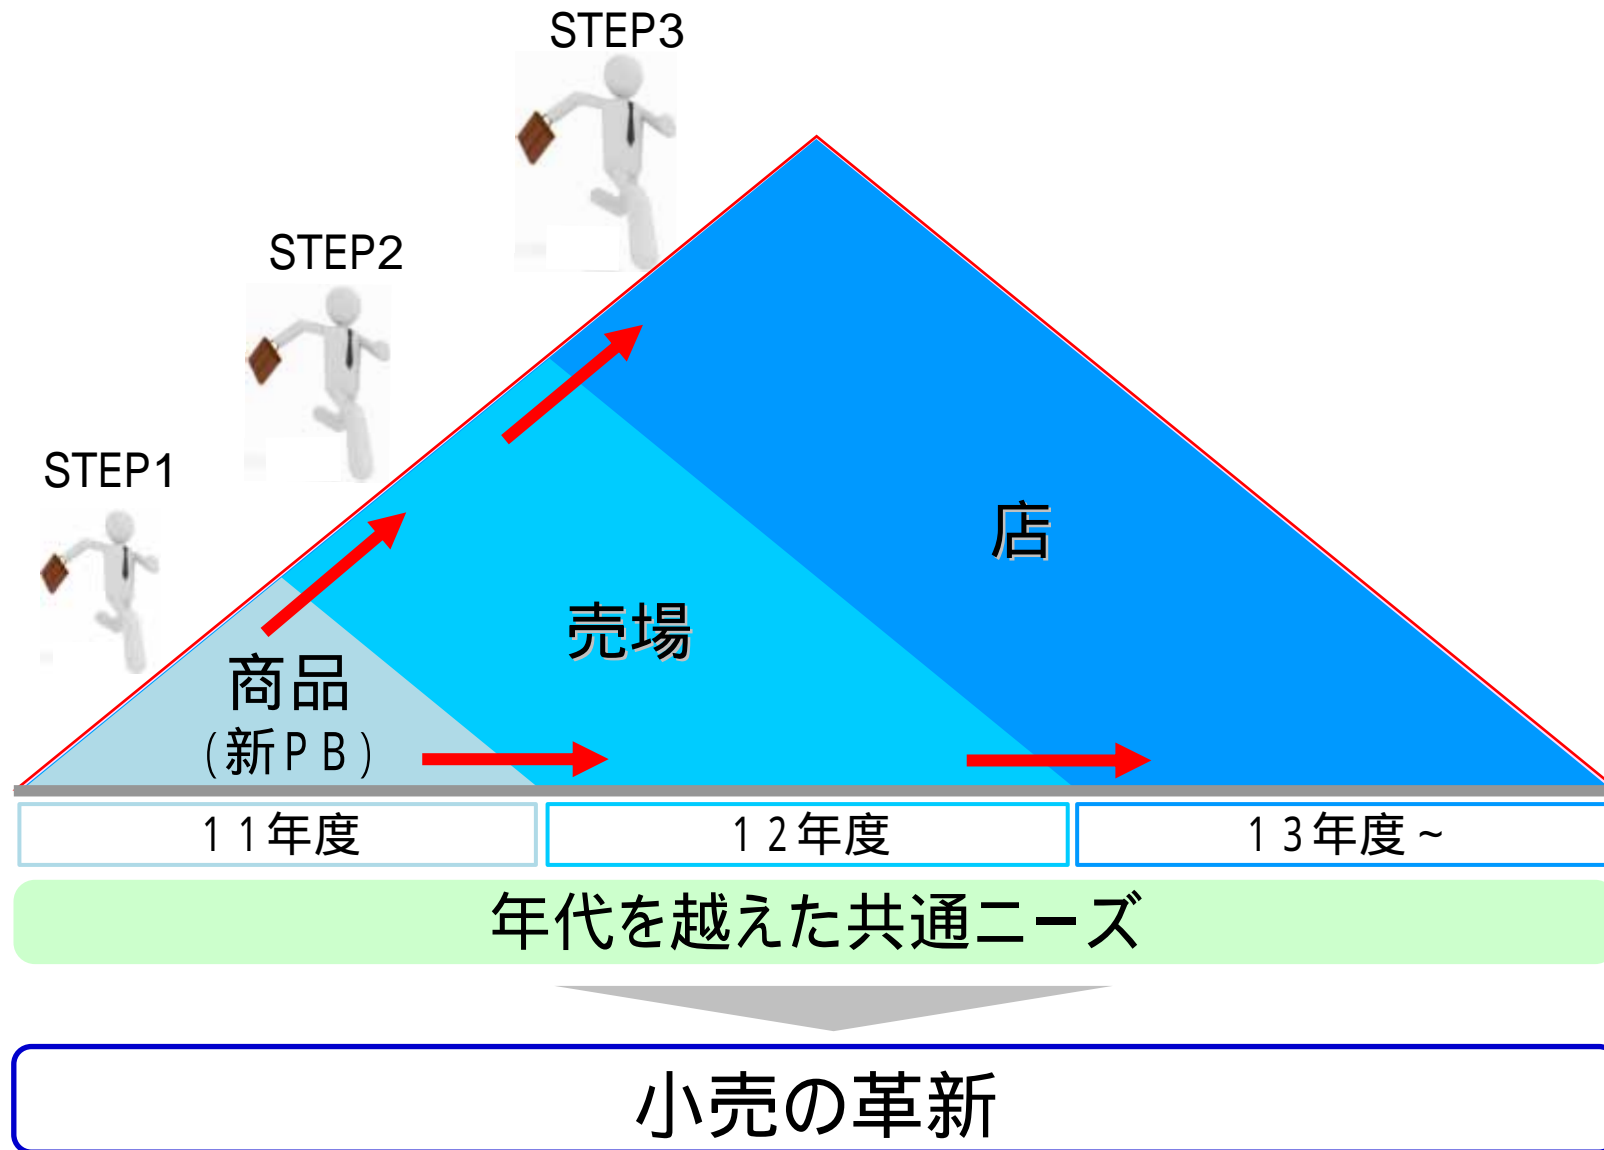 STEP3
STEP2
STEP1
店
売場
商品
(新ＰＢ)
１１年度
１２年度
１３年度~
年代を越えた共通ニーズ
小売の革新